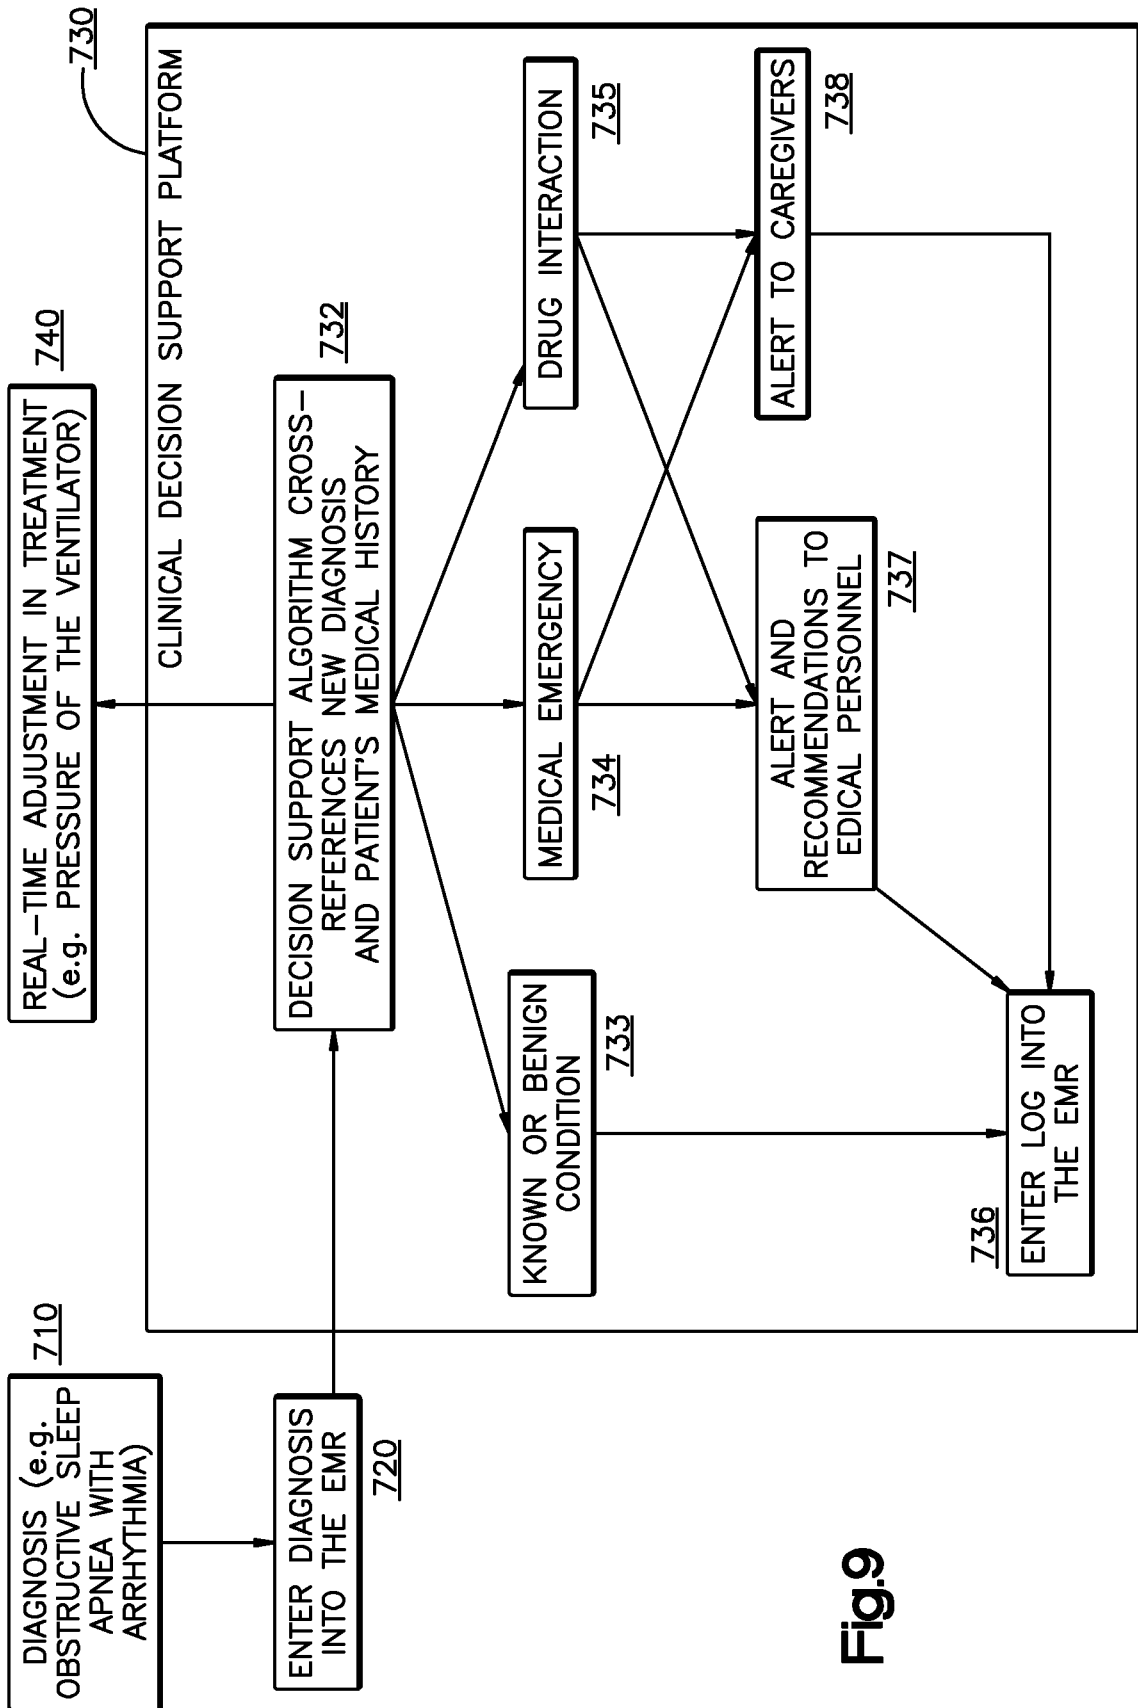 DIAGNOSIS (e.g.
OBSTRUCTIVE SLEEP
APNEA WITH
ARRHYTHMIA)
710
ENTER DIAGNOSIS
INTO THE EMR
720
REAL-TIME ADJUSTMENT IN TREATMENT
(e.g. PRESSURE OF THE VENTILATOR)
740
730
CLINICAL DECISION SUPPORT PLATFORM
DECISION SUPPORT ALGORITHM CROSS-
REFERENCES NEW DIAGNOSIS
AND PATIENT'S MEDICAL HISTORY
732
KNOWN OR BENIGN
CONDITION
733
MEDICAL EMERGENCY
734
DRUG INTERACTION
735
736
ENTER LOG INTO
THE EMR
ALERT AND
RECOMMENDATIONS TO
EDICAL PERSONNEL
737
ALERT TO CAREGIVERS
738
Fig.9